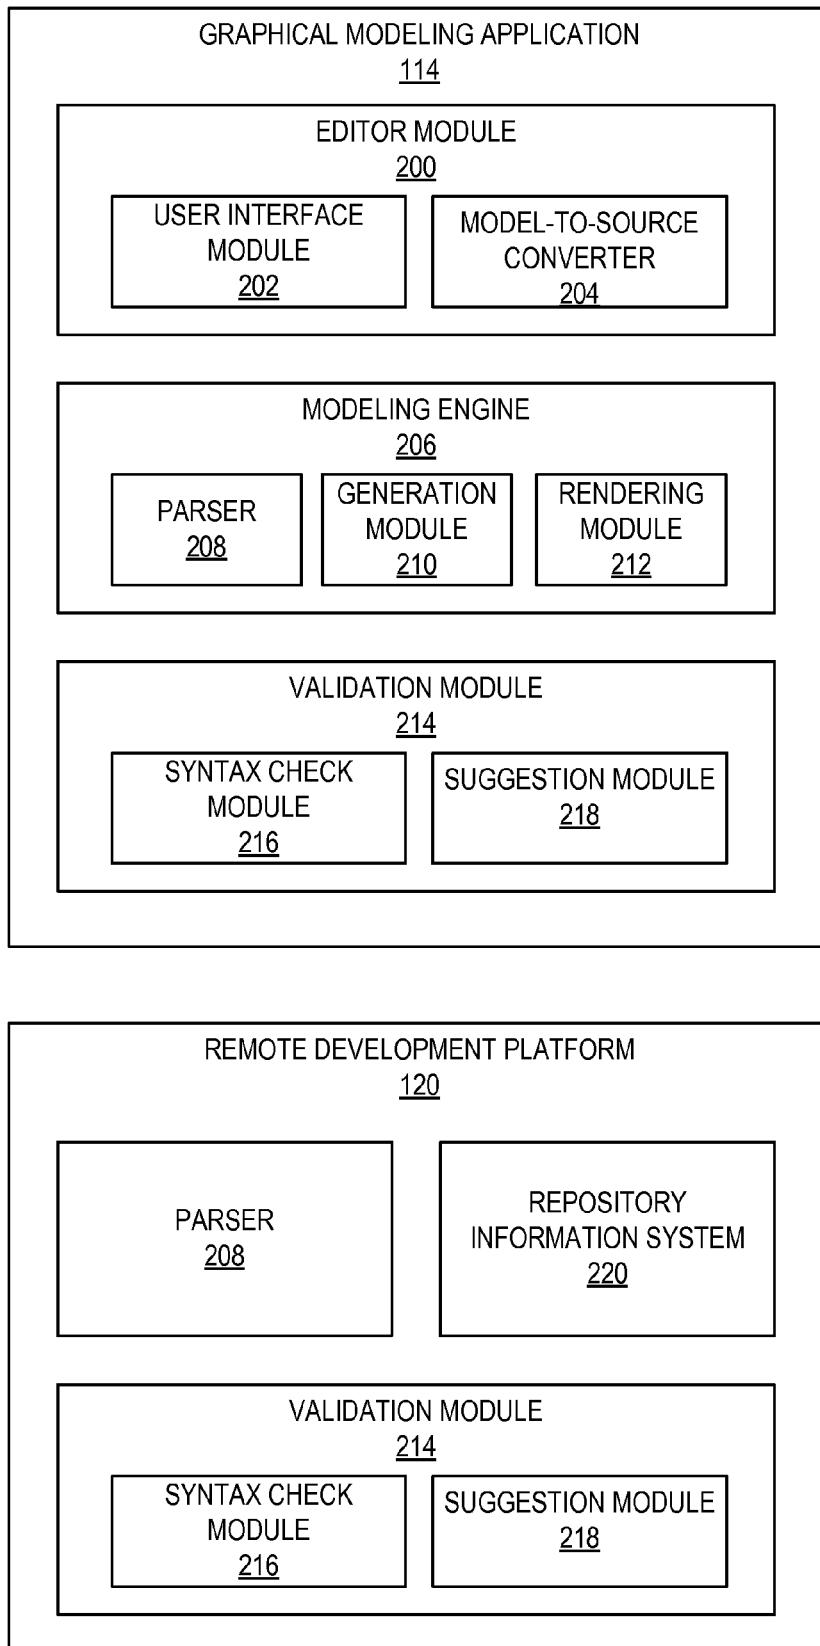 GRAPHICAL MODELING APPLICATION
114
EDITOR MODULE
200
USER INTERFACE
MODULE
202
MODEL-TO-SOURCE
CONVERTER
204
MODELING ENGINE
206
PARSER
208
GENERATION
MODULE
210
RENDERING
MODULE
212
VALIDATION MODULE
214
SYNTAX CHECK
MODULE
216
SUGGESTION MODULE
218
REMOTE DEVELOPMENT PLATFORM
120
PARSER
208
REPOSITORY
INFORMATION SYSTEM
220
VALIDATION MODULE
214
SYNTAX CHECK
MODULE
216
SUGGESTION MODULE
218